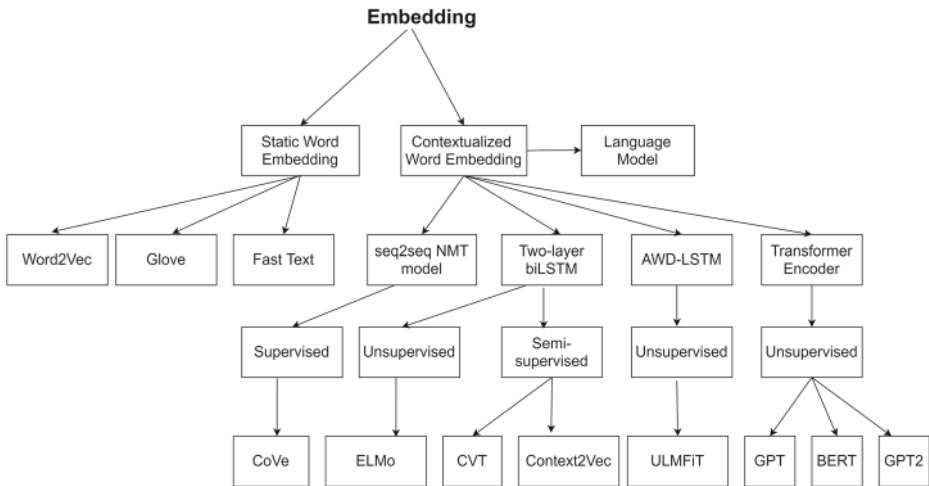 Embedding
Static Word
Embedding
Contextualized
Word Embedding
Language
Model
Word2Vec
Glove
Fast Text
seq2seq NMT
model
Two-layer
biLSTM
AWD-LSTM
Transformer
Encoder
Supervised
Unsupervised
Semi-
supervised
Unsupervised
Unsupervised
CoVe
ELMo
CVT
Context2Vec
ULMFiT
GPT
BERT
GPT2